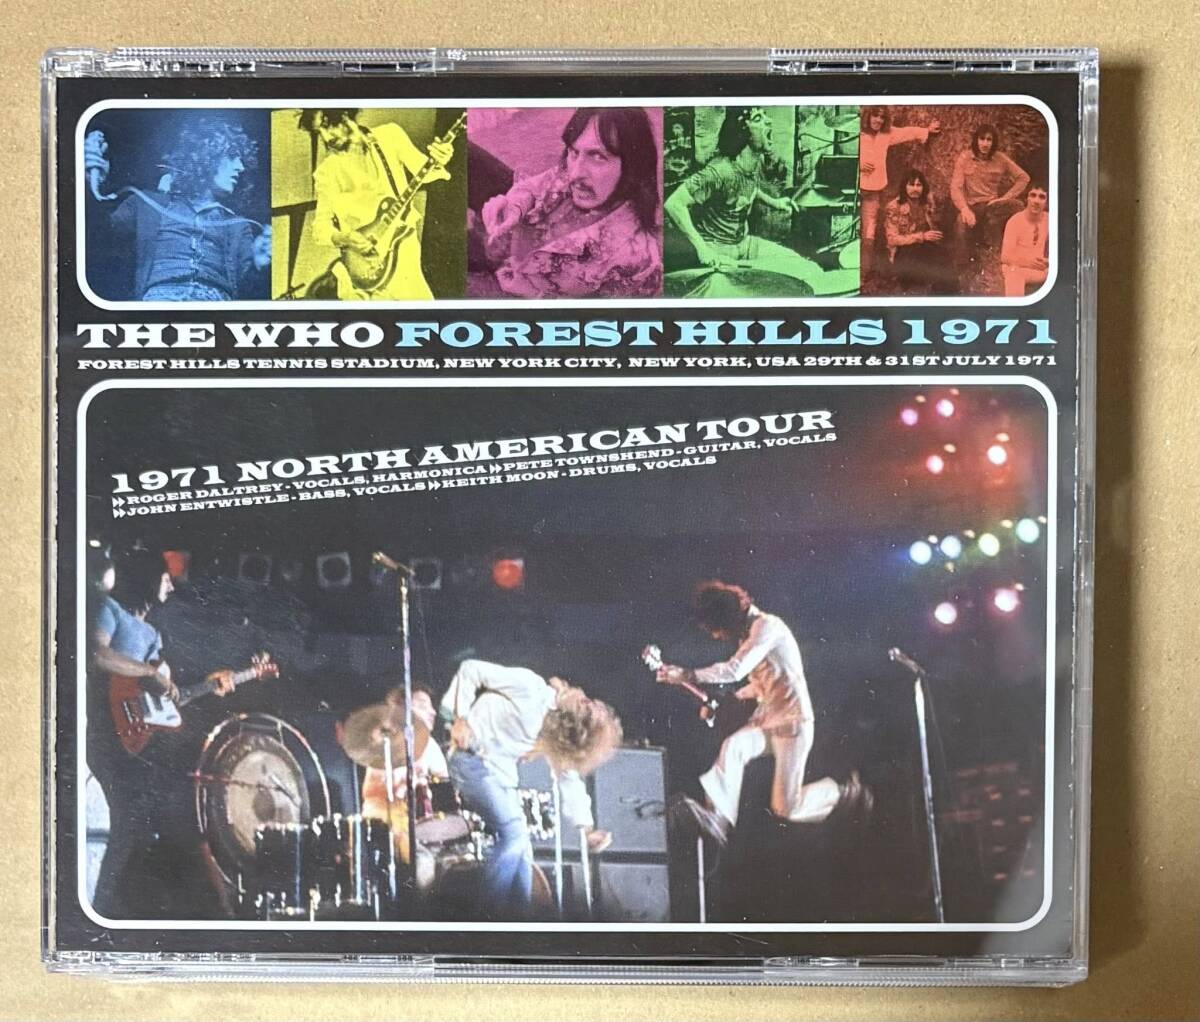 THE WHO FOREST HILLS 1971
FOREST HILLS TENNIS STADIUM, NEW YORK CITY, NEW YORK, USA 29TH & 31ST JULY 1971
1971 NORTH AMERICAN TOUR
ROGER DALTREY - VOCALS, HARMONICA PETE TOWNSHEND - GUITAR, VOCALS
JOHN ENTWISTLE - BASS, VOCALS KEITH MOON - DRUMS, VOCALS